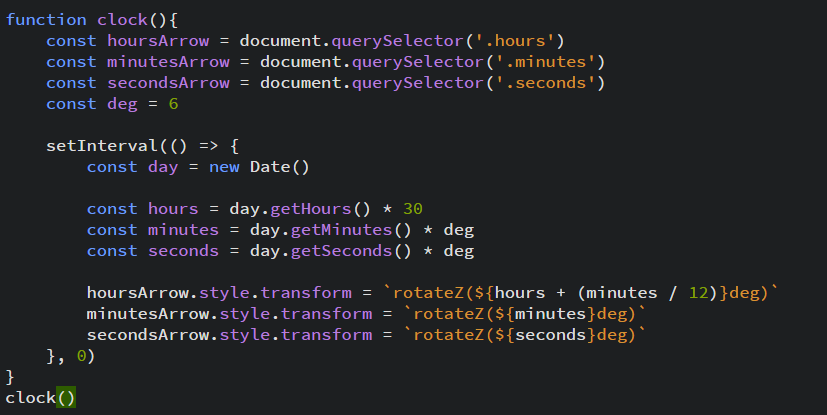 function clock(){
    const hoursArrow = document.querySelector('.hours')
    const minutesArrow = document.querySelector('.minutes')
    const secondsArrow = document.querySelector('.seconds')
    const deg = 6

    setInterval(() => {
        const day = new Date()

        const hours = day.getHours() * 30
        const minutes = day.getMinutes() * deg
        const seconds = day.getSeconds() * deg

        hoursArrow.style.transform = `rotateZ(${hours + (minutes / 12)}deg)`
        minutesArrow.style.transform = `rotateZ(${minutes}deg)`
        secondsArrow.style.transform = `rotateZ(${seconds}deg)`
    }, 0)
}
clock()